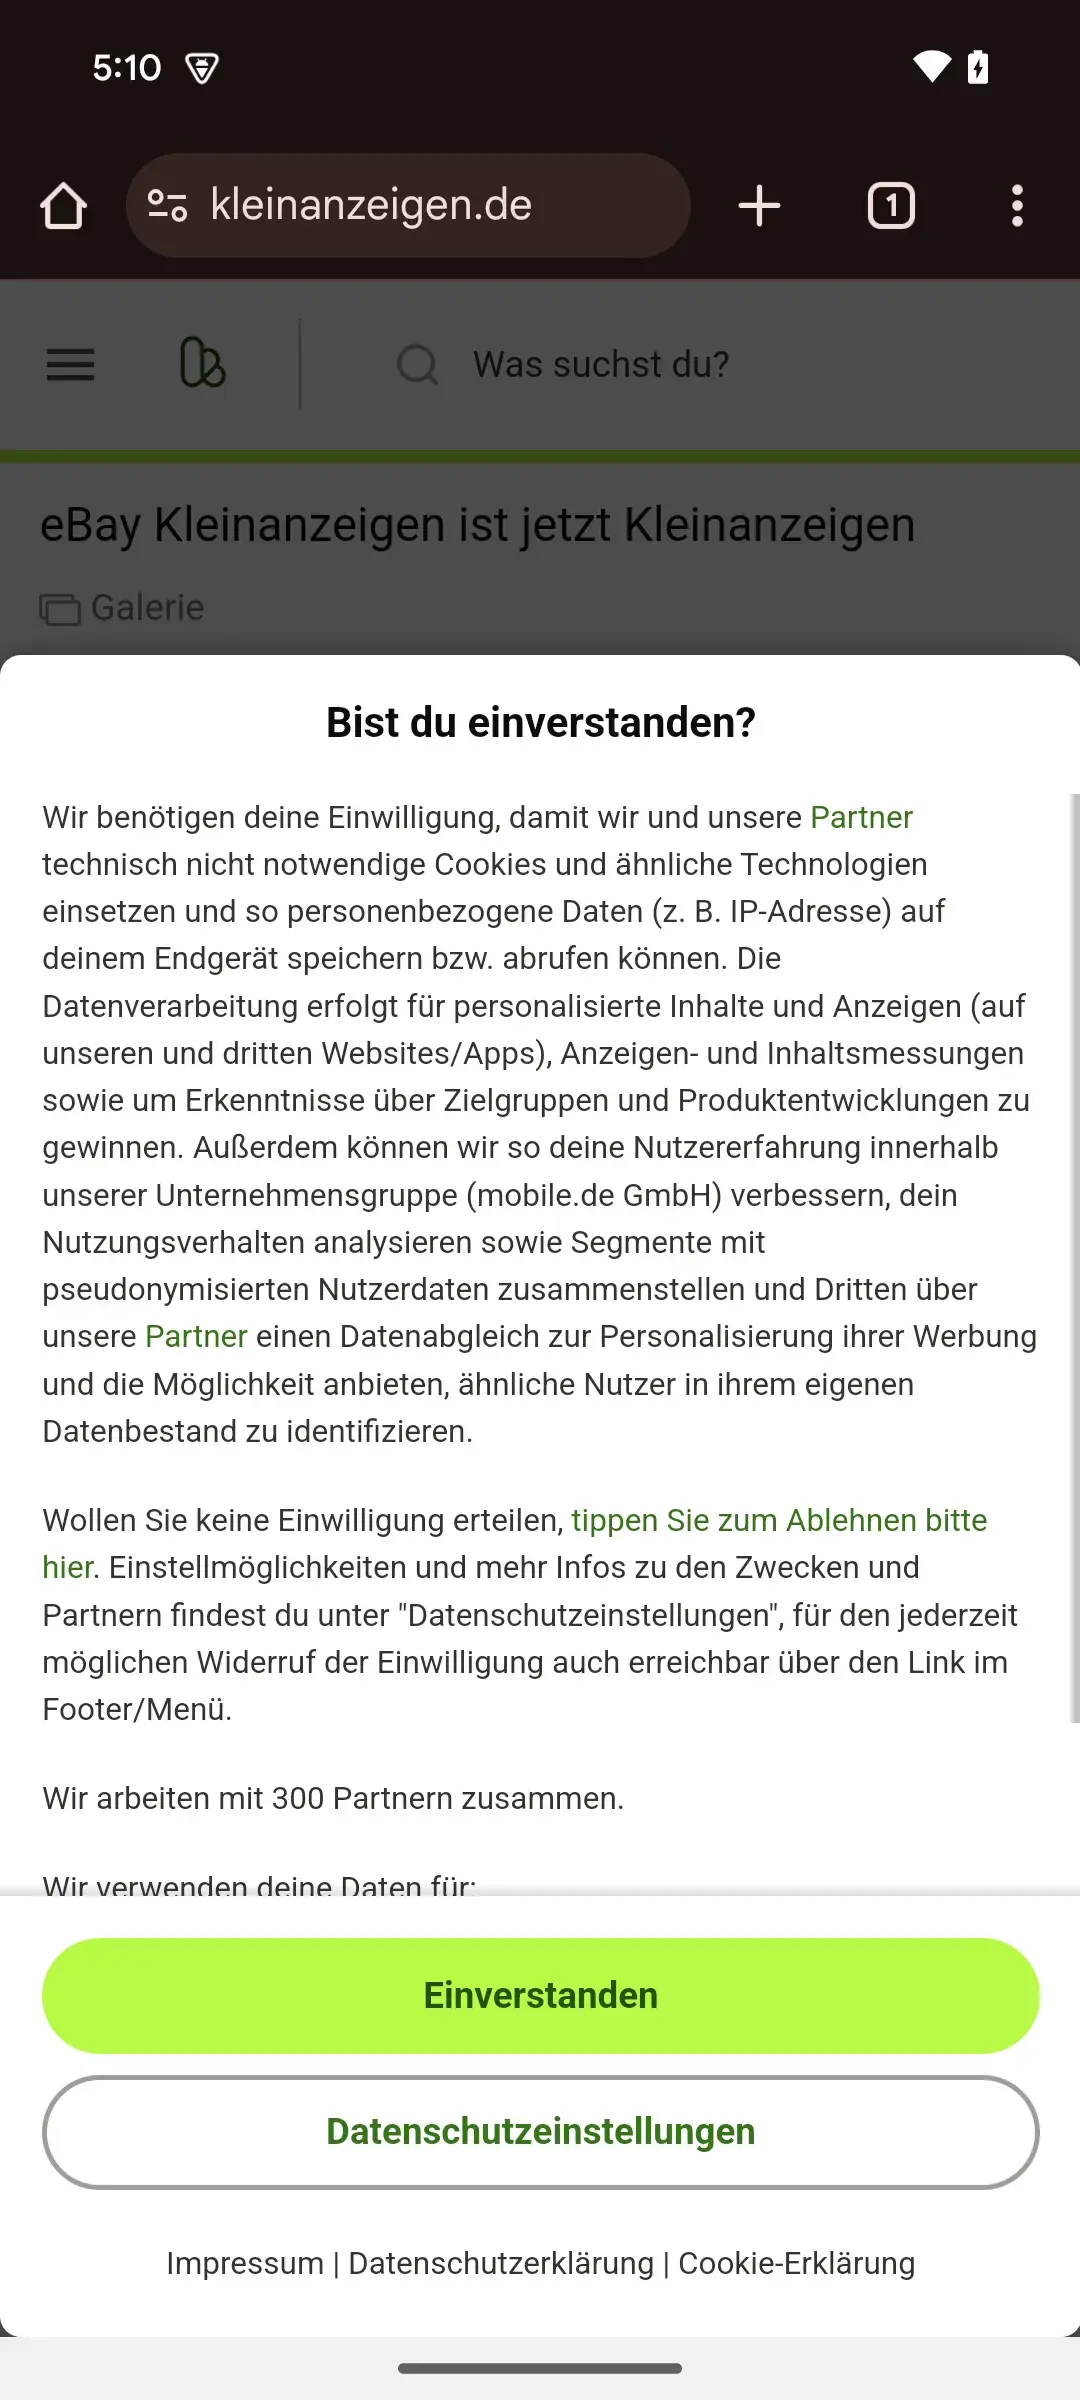 5:10
kleinanzeigen.de
1
Was suchst du?
eBay Kleinanzeigen ist jetzt Kleinanzeigen
Galerie
Bist du einverstanden?
Wir benötigen deine Einwilligung, damit wir und unsere Partner
technisch nicht notwendige Cookies und ähnliche Technologien
einsetzen und so personenbezogene Daten (z. B. IP-Adresse) auf
deinem Endgerät speichern bzw. abrufen können. Die
Datenverarbeitung erfolgt für personalisierte Inhalte und Anzeigen (auf
unseren und dritten Websites/Apps), Anzeigen- und Inhaltsmessungen
sowie um Erkenntnisse über Zielgruppen und Produktentwicklungen zu
gewinnen. Außerdem können wir so deine Nutzererfahrung innerhalb
unserer Unternehmensgruppe (mobile.de GmbH) verbessern, dein
Nutzungsverhalten analysieren sowie Segmente mit
pseudonymisierten Nutzerdaten zusammenstellen und Dritten über
unsere Partner einen Datenabgleich zur Personalisierung ihrer Werbung
und die Möglichkeit anbieten, ähnliche Nutzer in ihrem eigenen
Datenbestand zu identifizieren.
Wollen Sie keine Einwilligung erteilen, tippen Sie zum Ablehnen bitte
hier. Einstellmöglichkeiten und mehr Infos zu den Zwecken und
Partnern findest du unter "Datenschutzeinstellungen", für den jederzeit
möglichen Widerruf der Einwilligung auch erreichbar über den Link im
Footer/Menü.
Wir arbeiten mit 300 Partnern zusammen.
Wir verwenden deine Daten für:
Einverstanden
Datenschutzeinstellungen
Impressum | Datenschutzerklärung | Cookie-Erklärung